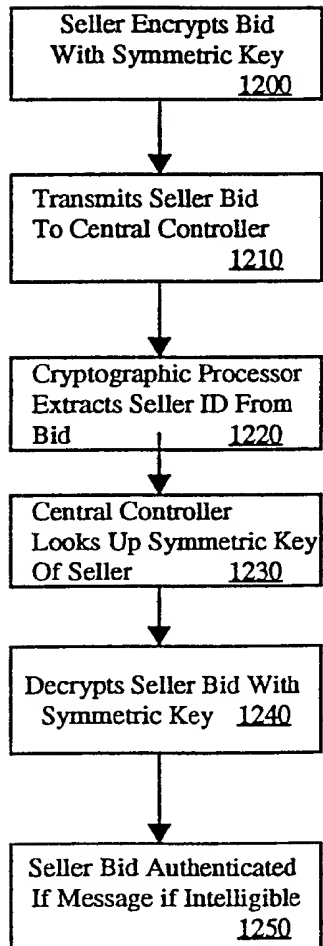 Seller Encrypts Bid
With Symmetric Key
1200
Transmits Seller Bid
To Central Controller
1210
Cryptographic Processor
Extracts Seller ID From
Bid 1220
Central Controller
Looks Up Symmetric Key
Of Seller 1230
Decrypts Seller Bid With
Symmetric Key 1240
Seller Bid Authenticated
If Message if Intelligible
1250